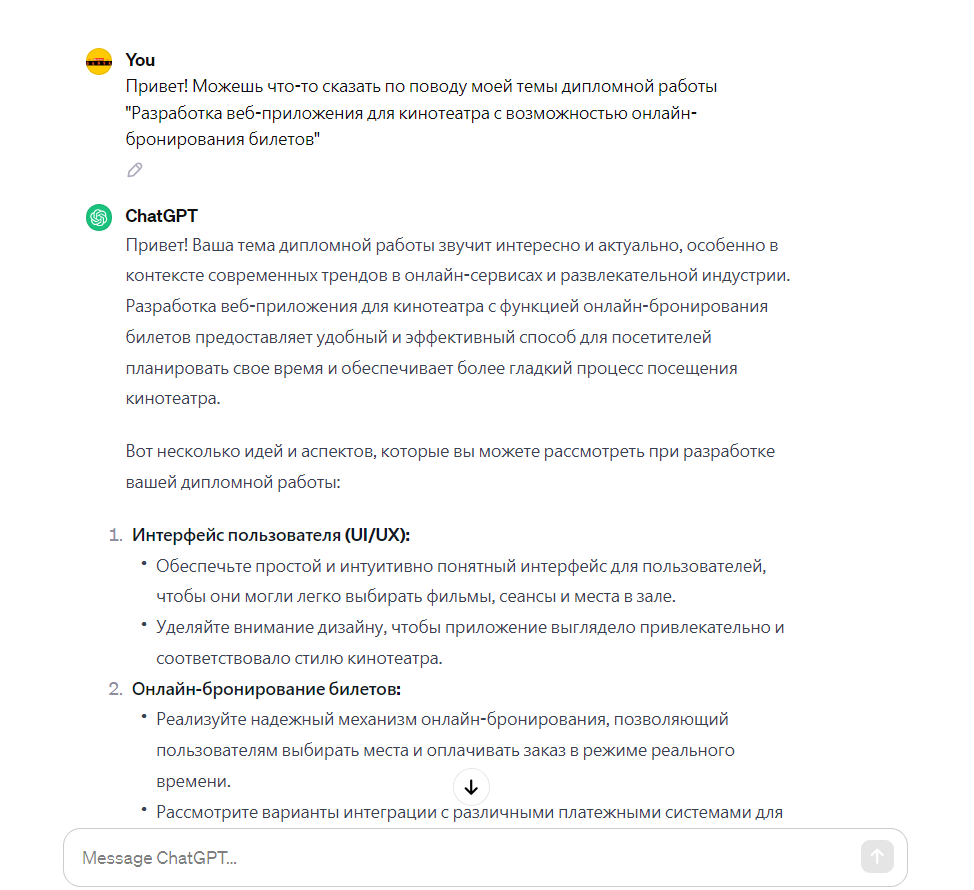 You
Привет! Можешь что-то сказать по поводу моей темы дипломной работы
"Разработка веб-приложения для кинотеатра с возможностью онлайн-
бронирования билетов"
ChatGPT
Привет! Ваша тема дипломной работы звучит интересно и актуально, особенно в
контексте современных трендов в онлайн-сервисах и развлекательной индустрии.
Разработка веб-приложения для кинотеатра с функцией онлайн-бронирования
билетов предоставляет удобный и эффективный способ для посетителей
планировать свое время и обеспечивает более гладкий процесс посещения
кинотеатра.
Вот несколько идей и аспектов, которые вы можете рассмотреть при разработке
вашей дипломной работы:
1. Интерфейс пользователя (UI/UX):
• Обеспечьте простой и интуитивно понятный интерфейс для пользователей,
чтобы они могли легко выбирать фильмы, сеансы и места в зале.
• Уделяйте внимание дизайну, чтобы приложение выглядело привлекательно и
соответствовало стилю кинотеатра.
2. Онлайн-бронирование билетов:
• Реализуйте надежный механизм онлайн-бронирования, позволяющий
пользователям выбирать места и оплачивать заказ в режиме реального
времени.
• Рассмотрите варианты интеграции с различными платежными системами для
Message ChatGPT...